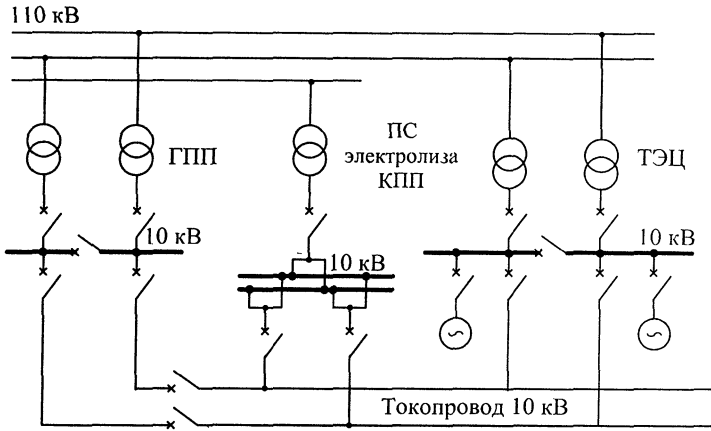 110 кВ
ГПП
ПС
электролиза
КПП
ТЭЦ
10 кВ
10 кВ
10 кВ
Токопровод 10 кВ